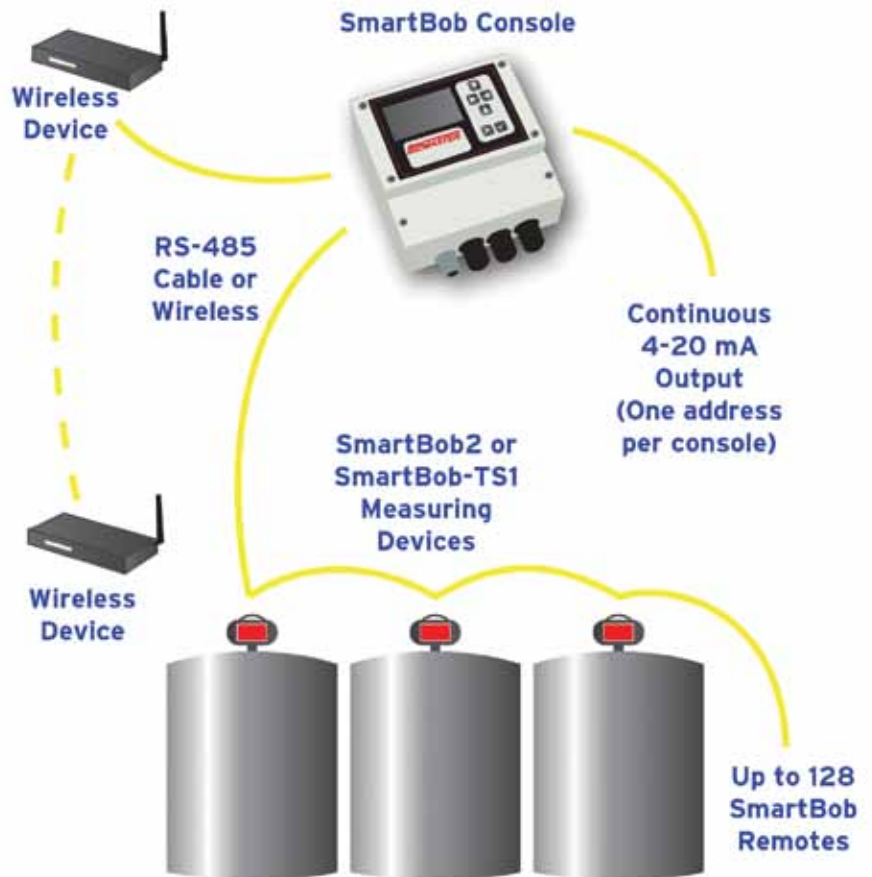 SmartBob Console
Wireless
Device
RS-485
Cable or
Wireless
Continuous
4-20 mA
Output
(One address
per console)
SmartBob2 or
SmartBob-TS1
Measuring
Devices
Wireless
Device
Up to 128
SmartBob
Remotes